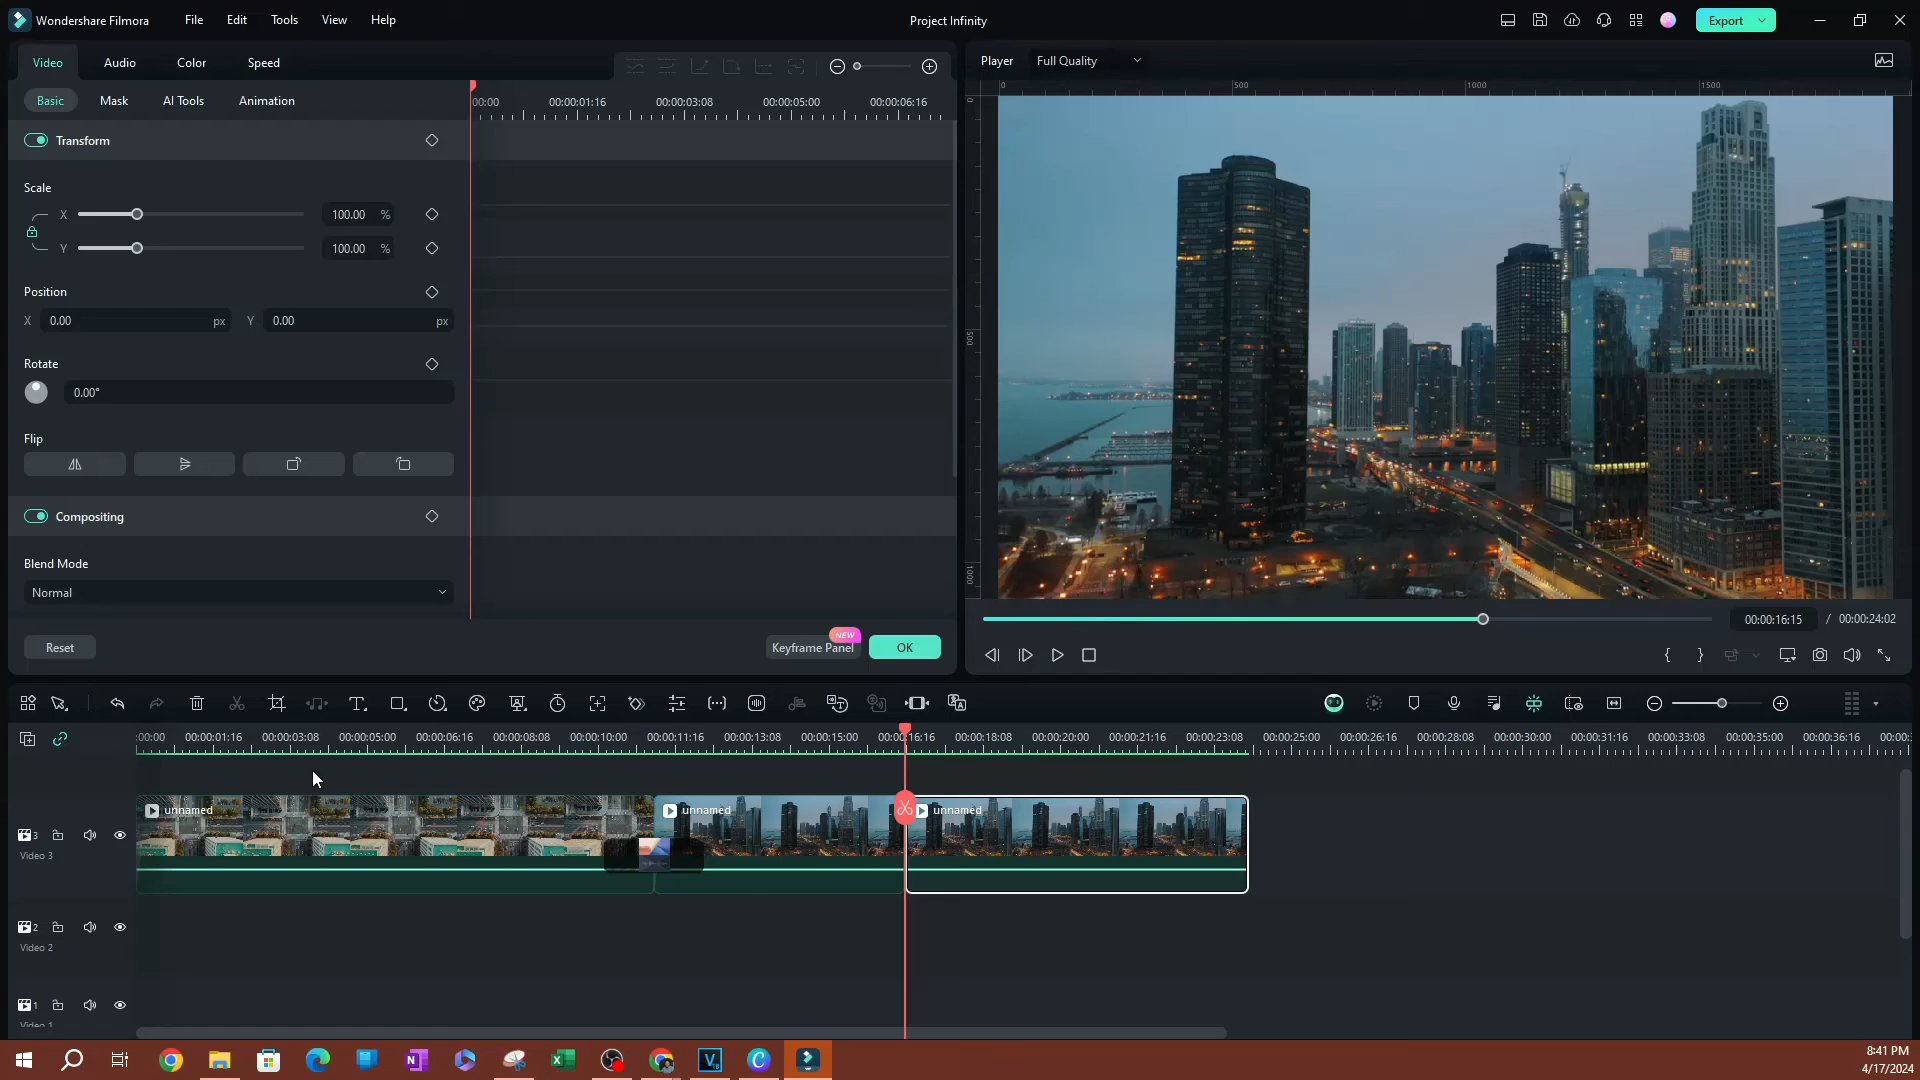 Wondershare Filmora
File
Edit
Tools
View
Help
Project Infinity
Export
Video
Audio
Color
Speed
Player
Full Quality
Basic
Mask
AI Tools
Animation
00:00
00:00:01:16
00:00:03:08
00:00:05:00
00:00:06:16
0
500
1000
1500
0
500
1000
Transform
Scale
X
100.00
%
Y
100.00
%
Position
X
0.00
px
Y
0.00
px
Rotate
0.00°
Flip
Compositing
Blend Mode
Normal
Reset
NEW
Keyframe Panel
OK
00:00:16:15
/
00:00:24:02
:00:00
00:00:01:16
00:00:03:08
00:00:05:00
00:00:06:16
00:00:08:08
00:00:10:00
00:00:11:16
00:00:13:08
00:00:15:00
00:00:16:16
00:00:18:08
00:00:20:00
00:00:21:16
00:00:23:08
00:00:25:00
00:00:26:16
00:00:28:08
00:00:30:00
00:00:31:16
00:00:33:08
00:00:35:00
00:00:36:16
00:00:
unnamed
unnamed
unnamed
3
Video 3
2
Video 2
1
Video 1
8:41 PM
4/17/2024